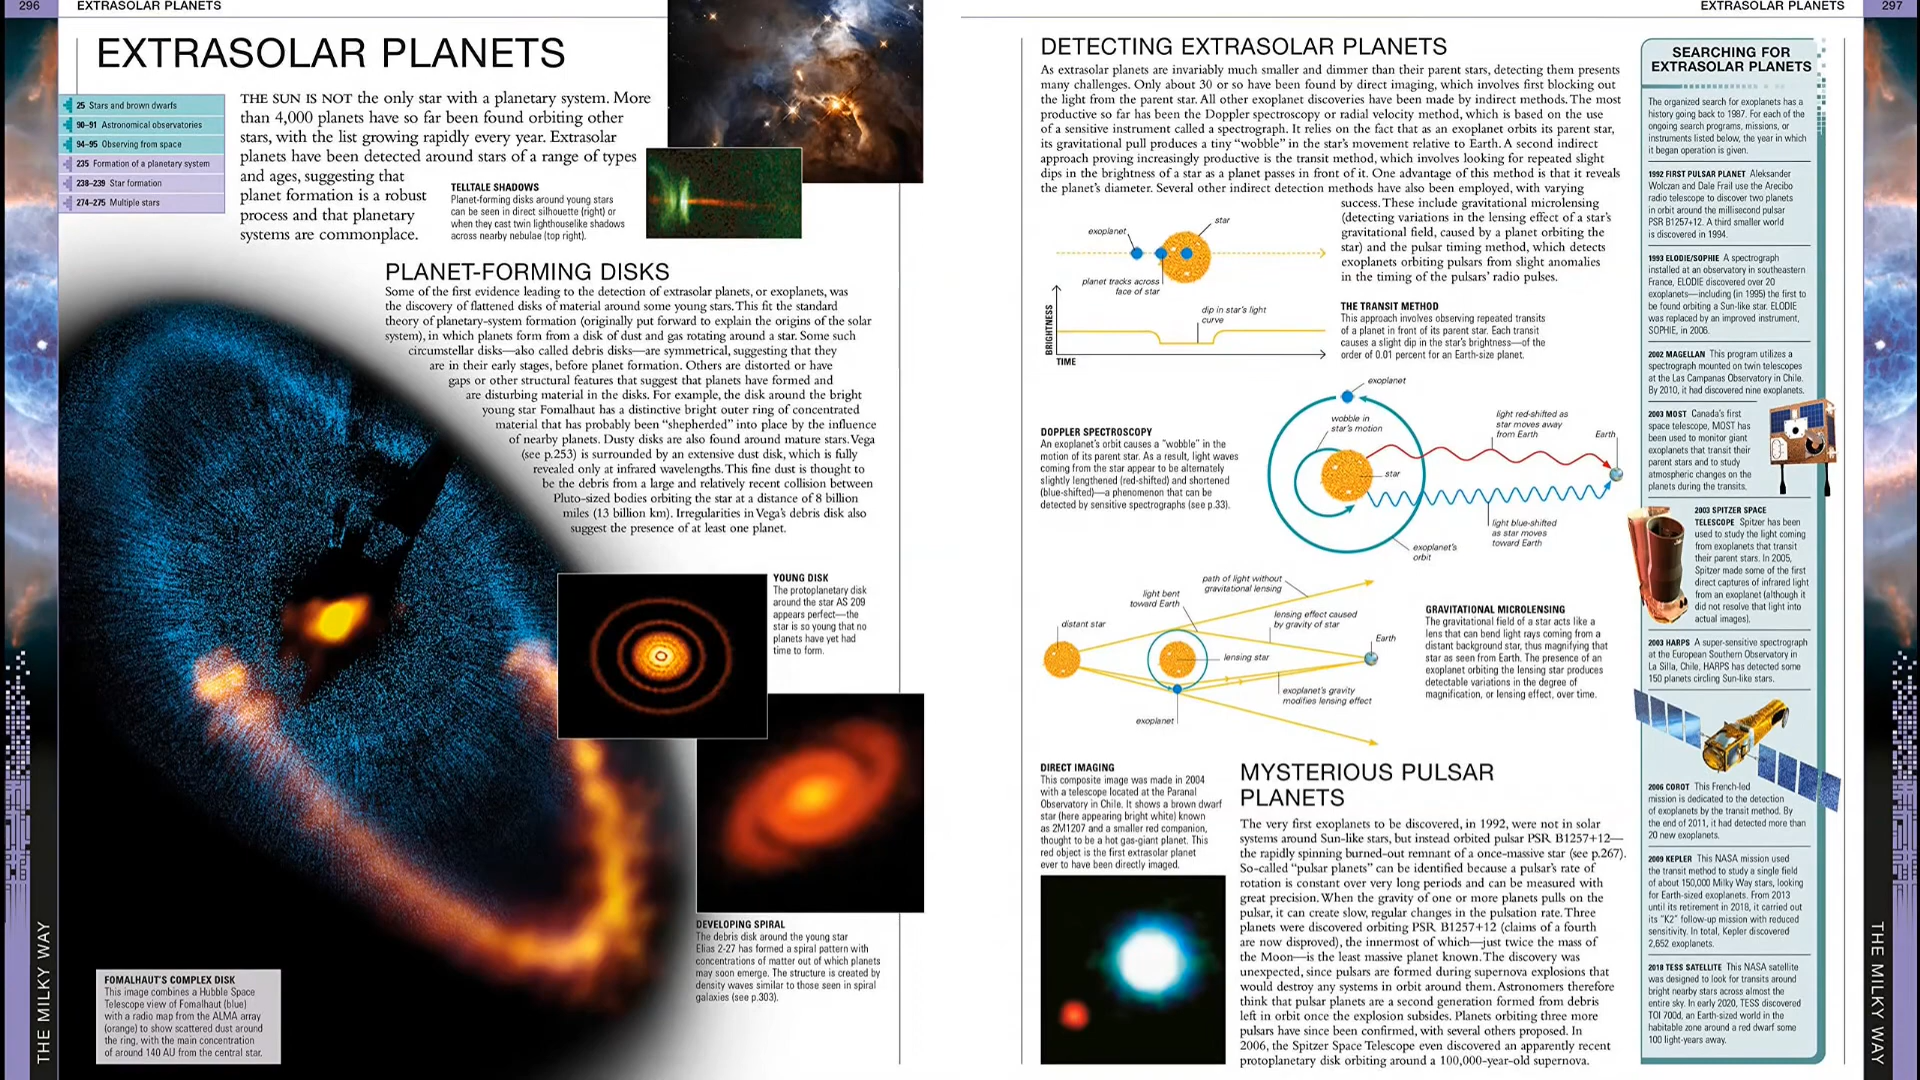 296
EXTRASOLAR PLANETS
EXTRASOLAR PLANETS
25 Stars and brown dwarfs
90–91 Astronomical observatories
94–95 Observing from space
235 Formation of a planetary system
238–239 Star formation
274–275 Multiple stars
THE SUN IS NOT the only star with a planetary system. More
than 4,000 planets have so far been found orbiting other
stars, with the list growing rapidly every year. Extrasolar
planets have been detected around stars of a range of types
and ages, suggesting that
planet formation is a robust
process and that planetary
systems are commonplace.
TELLTALE SHADOWS
Planet-forming disks around young stars
can be seen in direct silhouette (right) or
when they cast twin lighthouselike shadows
across nearby nebulae (top right).
PLANET-FORMING DISKS
Some of the first evidence leading to the detection of extrasolar planets, or exoplanets, was
the discovery of flattened disks of material around some young stars. This fit the standard
theory of planetary-system formation (originally put forward to explain the origins of the solar
system), in which planets form from a disk of dust and gas rotating around a star. Some such
circumstellar disks—also called debris disks—are symmetrical, suggesting that they
are in their early stages, before planet formation. Others are distorted or have
gaps or other structural features that suggest that planets have formed and
are disturbing material in the disks. For example, the disk around the bright
young star Fomalhaut has a distinctive bright outer ring of concentrated
material that has probably been “shepherded” into place by the influence
of nearby planets. Dusty disks are also found around mature stars. Vega
(see p.253) is surrounded by an extensive dust disk, which is fully
revealed only at infrared wavelengths. This fine dust is thought to
be the debris from a large and relatively recent collision between
Pluto-sized bodies orbiting the star at a distance of 8 billion
miles (13 billion km). Irregularities in Vega’s debris disk also
suggest the presence of at least one planet.
YOUNG DISK
The protoplanetary disk
around the star AS 209
appears perfect—the
star is so young that no
planets have yet had
time to form.
DEVELOPING SPIRAL
The debris disk around the young star
Elias 2-27 has formed a spiral pattern with
concentrations of matter out of which planets
may soon emerge. The structure is created by
density waves similar to those seen in spiral
galaxies (see p.303).
FOMALHAUT’S COMPLEX DISK
This image combines a Hubble Space
Telescope view of Fomalhaut (blue)
with a radio map from the ALMA array
(orange) to show scattered dust around
the ring, with the main concentration
of around 140 AU from the central star.
THE MILKY WAY
EXTRASOLAR PLANETS
297
DETECTING EXTRASOLAR PLANETS
As extrasolar planets are invariably much smaller and dimmer than their parent stars, detecting them presents
many challenges. Only about 30 or so have been found by direct imaging, which involves first blocking out
the light from the parent star. All other exoplanet discoveries have been made by indirect methods. The most
productive so far has been the Doppler spectroscopy or radial velocity method, which is based on the use
of a sensitive instrument called a spectrograph. It relies on the fact that as an exoplanet orbits its parent star,
its gravitational pull produces a tiny “wobble” in the star’s movement relative to Earth. A second indirect
approach proving increasingly productive is the transit method, which involves looking for repeated slight
dips in the brightness of a star as a planet passes in front of it. One advantage of this method is that it reveals
the planet’s diameter. Several other indirect detection methods have also been employed, with varying
success. These include gravitational microlensing
(detecting variations in the lensing effect of a star’s
gravitational field, caused by a planet orbiting the
star) and the pulsar timing method, which detects
exoplanets orbiting pulsars from slight anomalies
in the timing of the pulsars’ radio pulses.
star
exoplanet
planet tracks across
face of star
dip in star’s light
curve
BRIGHTNESS
TIME
THE TRANSIT METHOD
This approach involves observing repeated transits
of a planet in front of its parent star. Each transit
causes a slight dip in the star’s brightness—of the
order of 0.01 percent for an Earth-size planet.
DOPPLER SPECTROSCOPY
An exoplanet’s orbit causes a “wobble” in the
motion of its parent star. As a result, light waves
coming from the star appear to be alternately
slightly lengthened (red-shifted) and shortened
(blue-shifted)—a phenomenon that can be
detected by sensitive spectrographs (see p.33).
exoplanet
wobble in
star’s motion
light red-shifted as
star moves away
from Earth
Earth
star
light blue-shifted
as star moves
toward Earth
exoplanet’s
orbit
path of light without
gravitational lensing
light bent
toward Earth
lensing effect caused
by gravity of star
distant star
Earth
lensing star
exoplanet’s gravity
modifies lensing effect
exoplanet
GRAVITATIONAL MICROLENSING
The gravitational field of a star acts like a
lens that can bend light rays coming from a
distant background star, thus magnifying that
star as seen from Earth. The presence of an
exoplanet orbiting the lensing star produces
detectable variations in the degree of
magnification, or lensing effect, over time.
DIRECT IMAGING
This composite image was made in 2004
with a telescope located at the Paranal
Observatory in Chile. It shows a brown dwarf
star (here appearing bright white) known
as 2M1207 and a smaller red companion,
thought to be a hot gas-giant planet. This
red object is the first extrasolar planet
ever to have been directly imaged.
MYSTERIOUS PULSAR
PLANETS
The very first exoplanets to be discovered, in 1992, were not in solar
systems around Sun-like stars, but instead orbited pulsar PSR B1257+12—
the rapidly spinning burned-out remnant of a once-massive star (see p.267).
So-called “pulsar planets” can be identified because a pulsar’s rate of
rotation is constant over very long periods and can be measured with
great precision. When the gravity of one or more planets pulls on the
pulsar, it can create slow, regular changes in the pulsation rate. Three
planets were discovered orbiting PSR B1257+12 (claims of a fourth
are now disproved), the innermost of which—just twice the mass of
the Moon—is the least massive planet known. The discovery was
unexpected, since pulsars are formed during supernova explosions that
would destroy any systems in orbit around them. Astronomers therefore
think that pulsar planets are a second generation formed from debris
left in orbit once the explosion subsides. Planets orbiting three more
pulsars have since been confirmed, with several others proposed. In
2006, the Spitzer Space Telescope even discovered an apparently recent
protoplanetary disk orbiting around a 100,000-year-old supernova.
SEARCHING FOR
EXTRASOLAR PLANETS
The organized search for exoplanets has a
history going back to 1987. For each of the
ongoing search programs, missions, or
instruments listed below, the year in which
it began operation is given.
1992 FIRST PULSAR PLANET Aleksander
Wolczan and Dale Frail use the Arecibo
radio telescope to discover two planets
in orbit around the millisecond pulsar
PSR B1257+12. A third smaller world
is discovered in 1994.
1993 ELODIE/SOPHIE A spectrograph
installed at an observatory in southeastern
France, ELODIE discovered over 20
exoplanets—including (in 1995) the first to
be found orbiting a Sun-like star. ELODIE
was replaced by an improved instrument,
SOPHIE, in 2006.
2002 MAGELLAN This program utilizes a
spectrograph mounted on twin telescopes
at the Las Campanas Observatory in Chile.
By 2010, it had discovered nine exoplanets.
2003 MOST Canada’s first
space telescope, MOST has
been used to monitor giant
exoplanets that transit their
parent stars and to study
atmospheric changes on the
planets during the transits.
2003 SPITZER SPACE
TELESCOPE Spitzer has been
used to study the light coming
from exoplanets that transit
their parent stars. In 2005,
Spitzer made some of the first
direct captures of infrared light
from an exoplanet (although it
did not resolve that light into
actual images).
2003 HARPS A super-sensitive spectrograph
at the European Southern Observatory in
La Silla, Chile, HARPS has detected some
150 planets circling Sun-like stars.
2006 COROT This French-led
mission is dedicated to the detection
of exoplanets by the transit method. By
the end of 2011, it had detected more than
20 new exoplanets.
2009 KEPLER This NASA mission used
the transit method to study a single field
of about 150,000 Milky Way stars, looking
for Earth-sized exoplanets. From 2013
until its retirement in 2018, it carried out
its “K2” follow-up mission with reduced
sensitivity. In total, Kepler discovered
2,652 exoplanets.
2018 TESS SATELLITE This NASA satellite
was designed to look for transits around
bright nearby stars across almost the
entire sky. In early 2020, TESS discovered
TOI 700d, an Earth-sized world in the
habitable zone around a red dwarf some
100 light-years away.
THE MILKY WAY